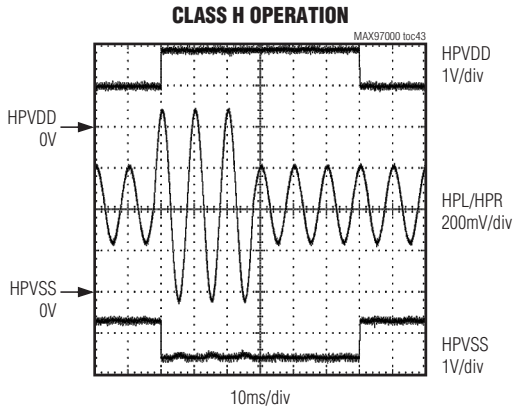 CLASS H OPERATION
MAX97000 toc43
HPVDD
1V/div
HPVDD
0V
HPL/HPR
200mV/div
HPVSS
0V
HPVSS
1V/div
10ms/div